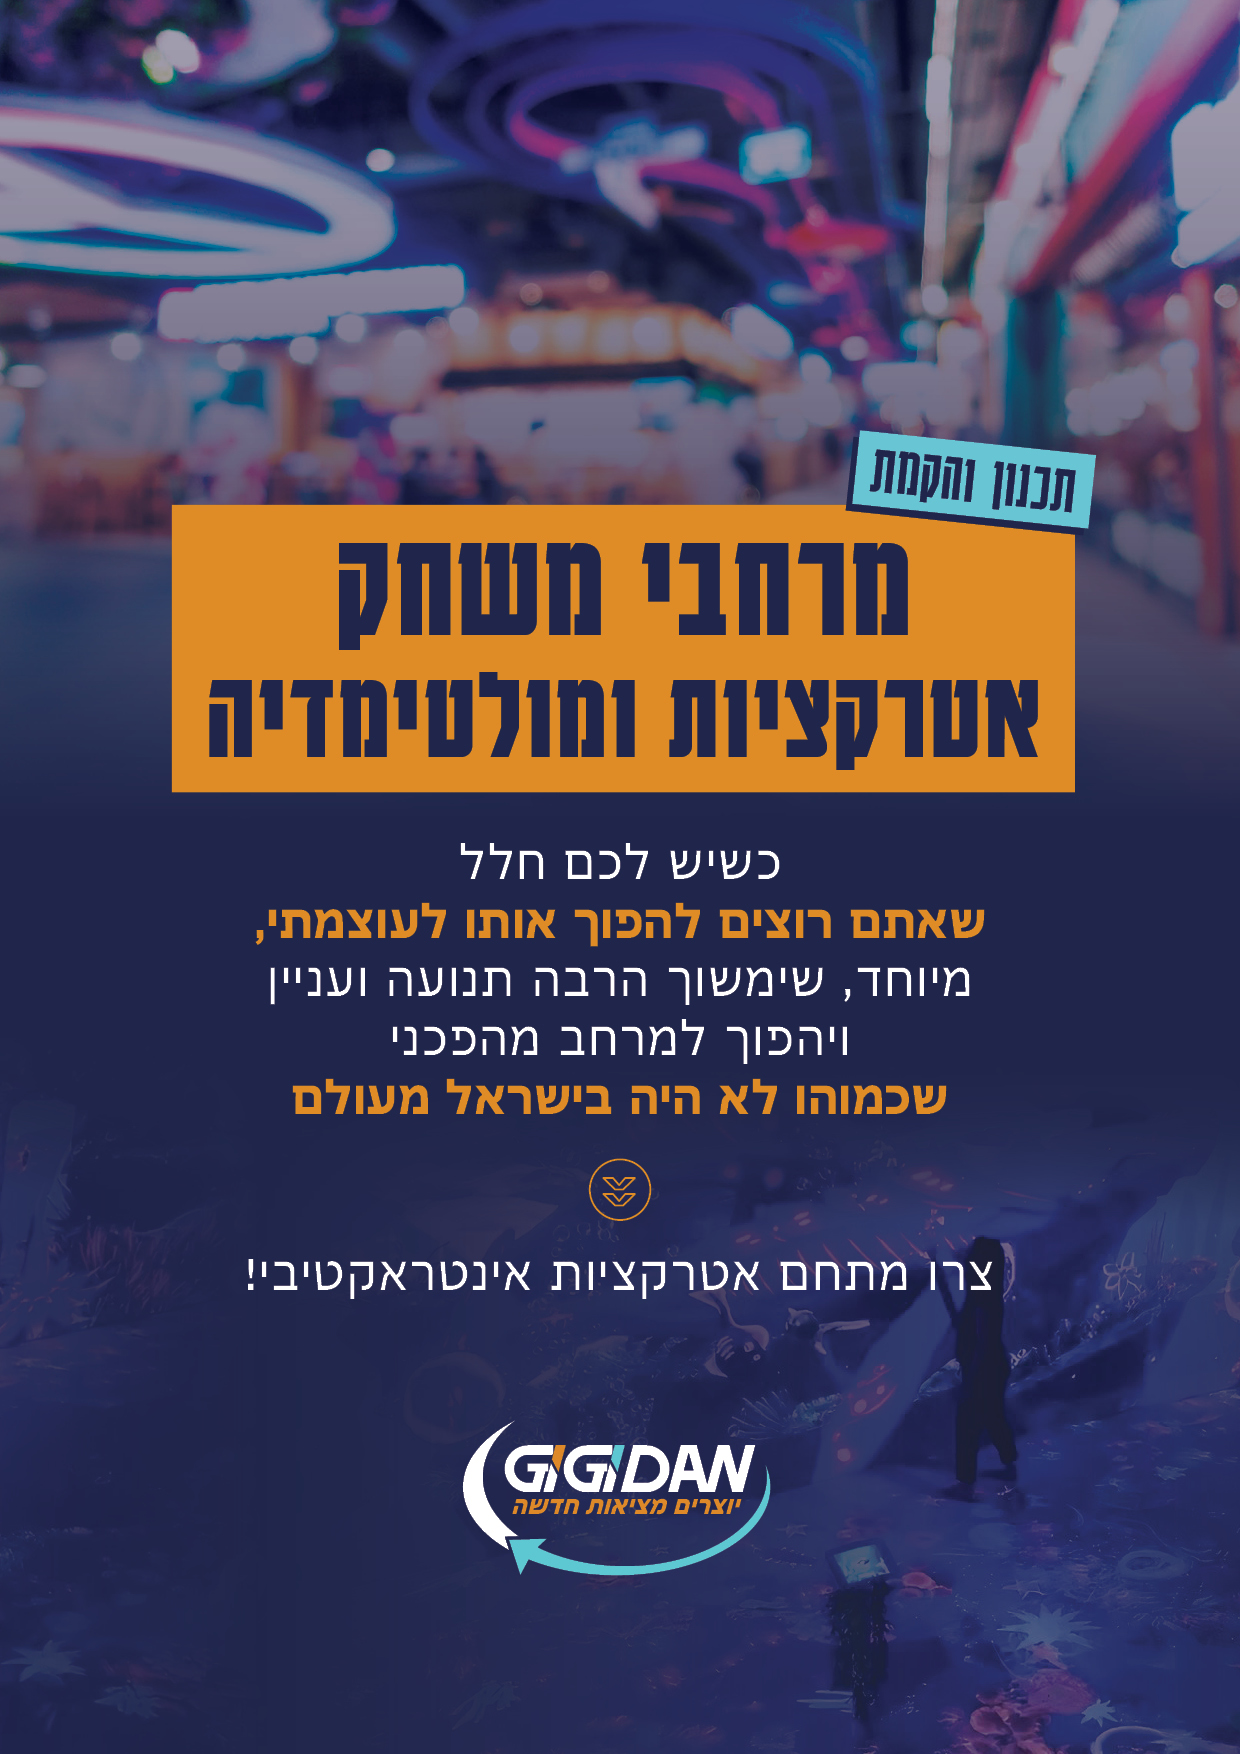 תכנון והקמת
מרחבי משחק
אטרקציות ומולטימדיה
כשיש לכם חלל
שאתם רוצים להפוך אותו לעוצמתי,
מיוחד, שימשוך הרבה תנועה ועניין
ויהפוך למרחב מהפכני
שכמוהו לא היה בישראל מעולם
צרו מתחם אטרקציות אינטראקטיבי!
GIGIDAN
יוצרים מציאות חדשה